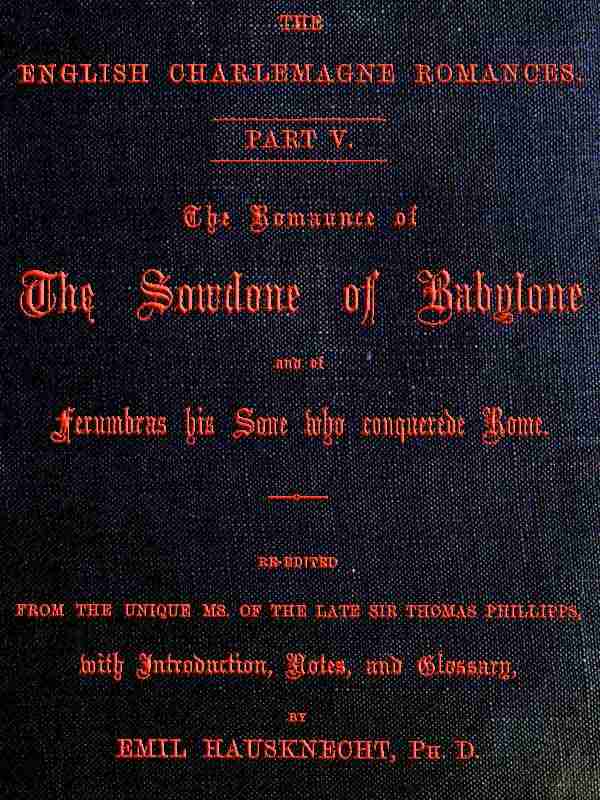 THE
ENGLISH CHARLEMAGNE ROMANCES.
PART V.
The Romaunce of
The Sowdone of Babylone
and of
Ferumbras his Sone who conquerede Rome.
RE-EDITED
FROM THE UNIQUE MS. OF THE LATE SIR THOMAS PHILLIPPS,
with Introduction, Notes, and Glossary,
BY
EMIL HAUSKNECHT, PH. D.